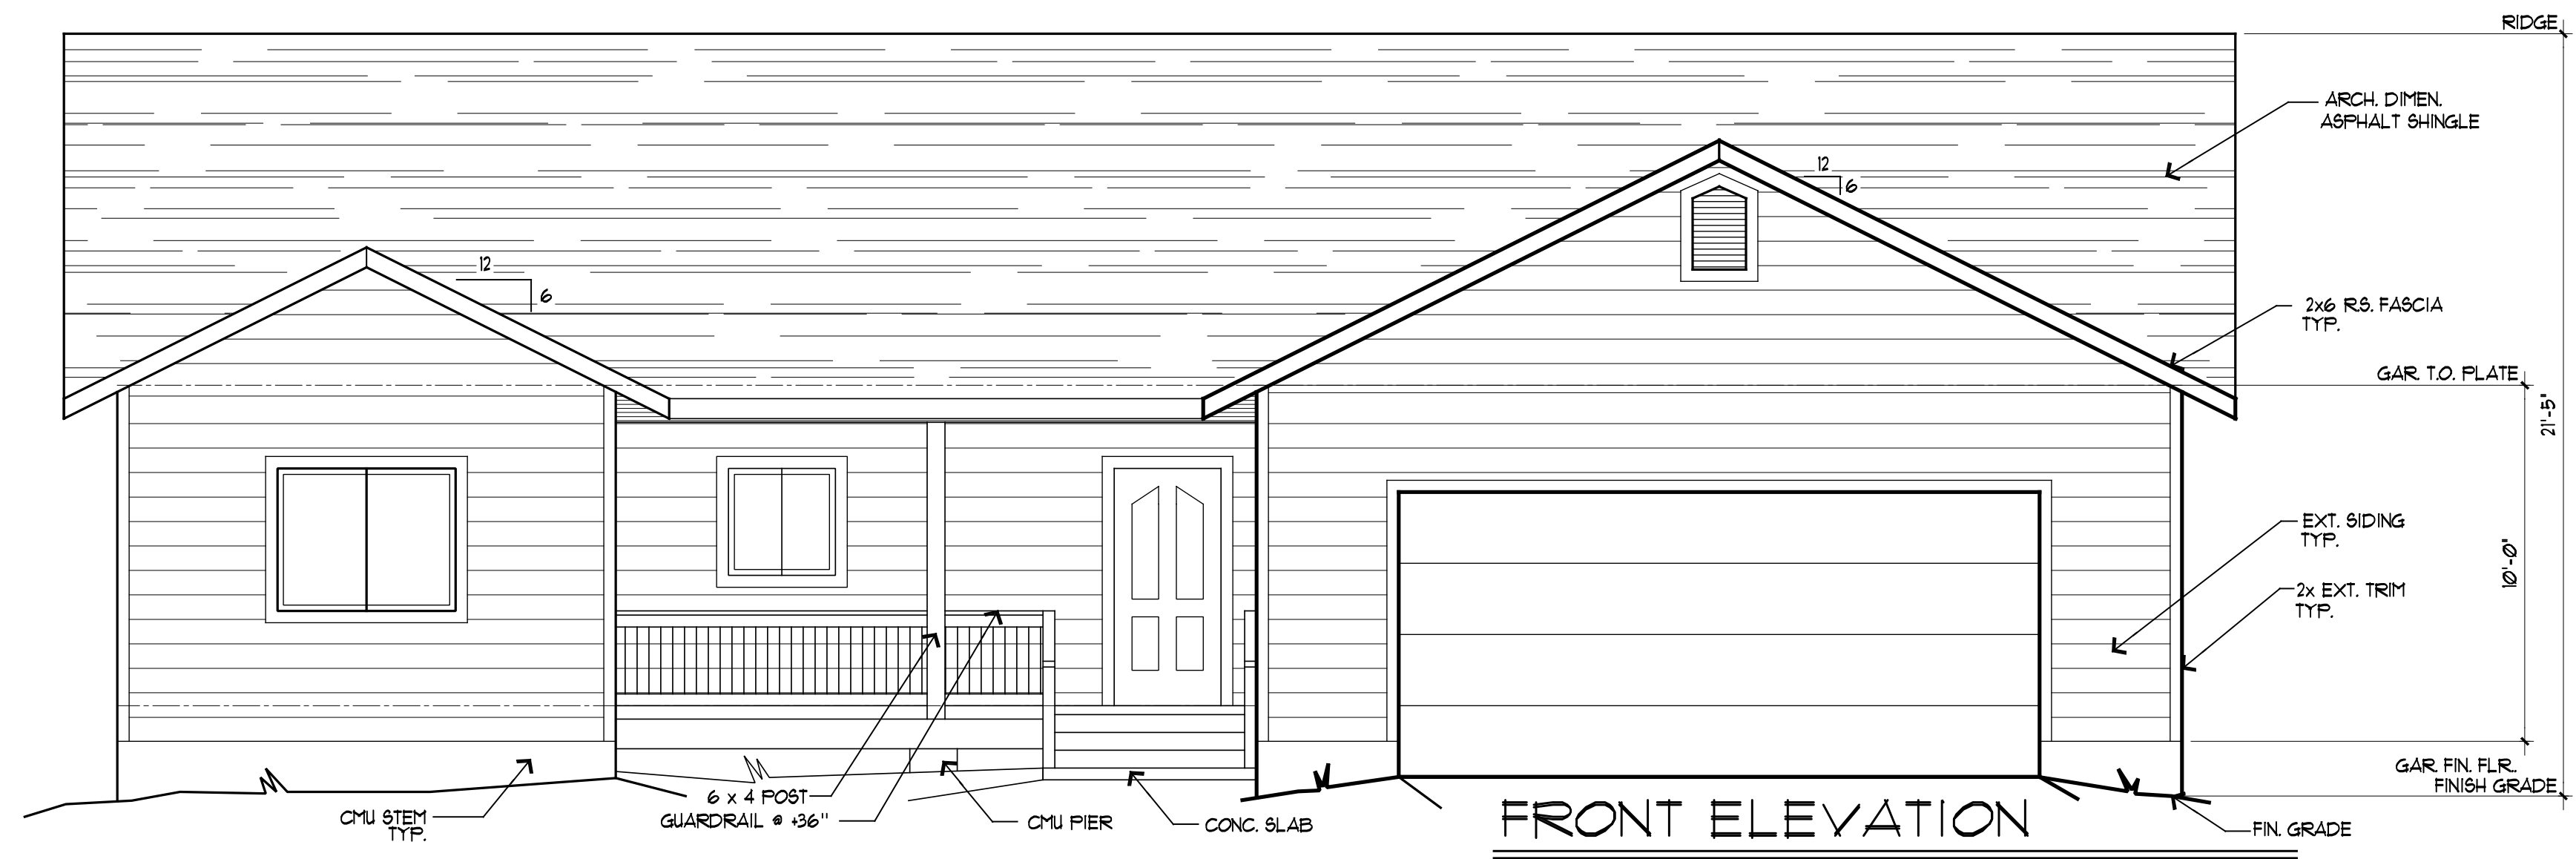 RIDGE
ARCH. DIMEN.
ASPHALT SHINGLE
12
6
12
6
2x6 R.S. FASCIA
TYP.
GAR. T.O. PLATE
21'-5"
10'-0"
EXT. SIDING
TYP.
2x EXT. TRIM
TYP.
GAR. FIN. FLR.
FINISH GRADE
FIN. GRADE
CMU STEM
TYP.
6 x 4 POST
GUARDRAIL @ +36"
CMU PIER
CONC. SLAB
FRONT ELEVATION